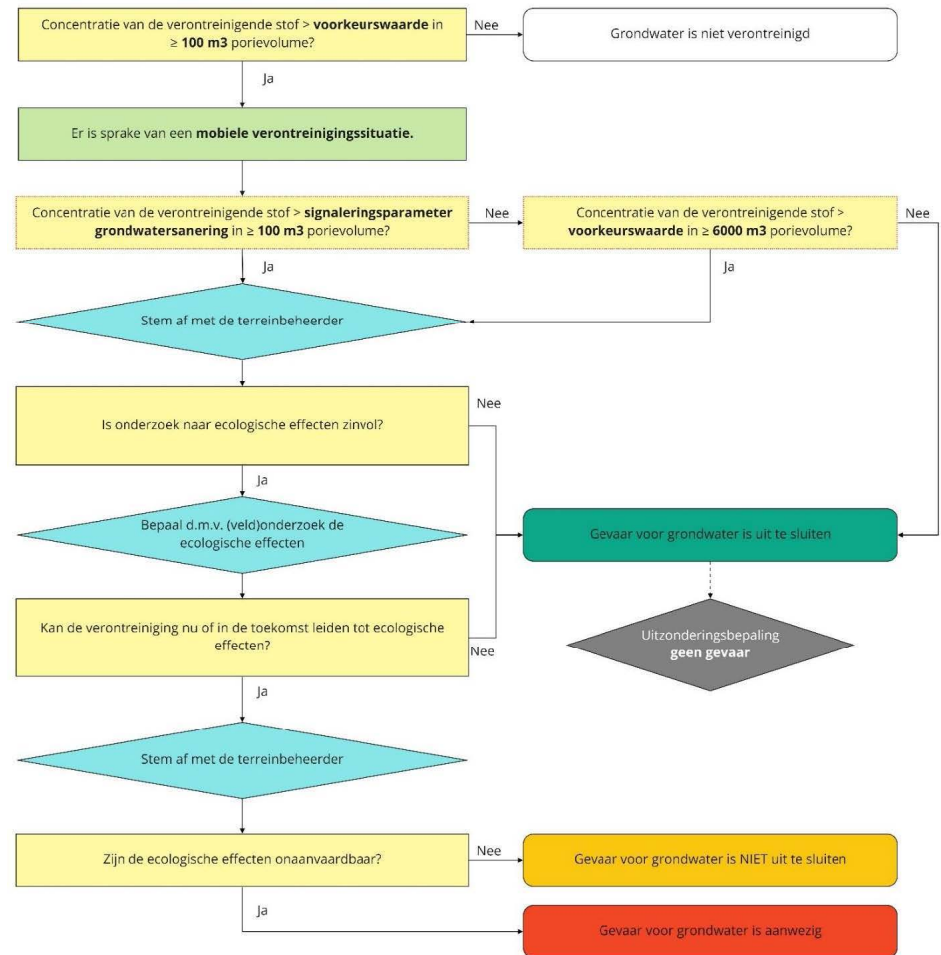 Concentratie van de verontreinigende stof > voorkeurswaarde in
≥ 100 m3 porievolume?
Nee
Grondwater is niet verontreinigd
Ja
Er is sprake van een mobiele verontreinigingssituatie.
Concentratie van de verontreinigende stof > signaleringsparameter
grondwatersanering in ≥ 100 m3 porievolume?
Nee
Concentratie van de verontreinigende stof >
voorkeurswaarde in ≥ 6000 m3 porievolume?
Nee
Ja
Ja
Stem af met de terreinbeheerder
Is onderzoek naar ecologische effecten zinvol?
Nee
Ja
Bepaal d.m.v. (veld)onderzoek de
ecologische effecten
Gevaar voor grondwater is uit te sluiten
Kan de verontreiniging nu of in de toekomst leiden tot ecologische
effecten?
Nee
Uitzonderingsbepaling
geen gevaar
Ja
Stem af met de terreinbeheerder
Zijn de ecologische effecten onaanvaardbaar?
Nee
Gevaar voor grondwater is NIET uit te sluiten
Ja
Gevaar voor grondwater is aanwezig